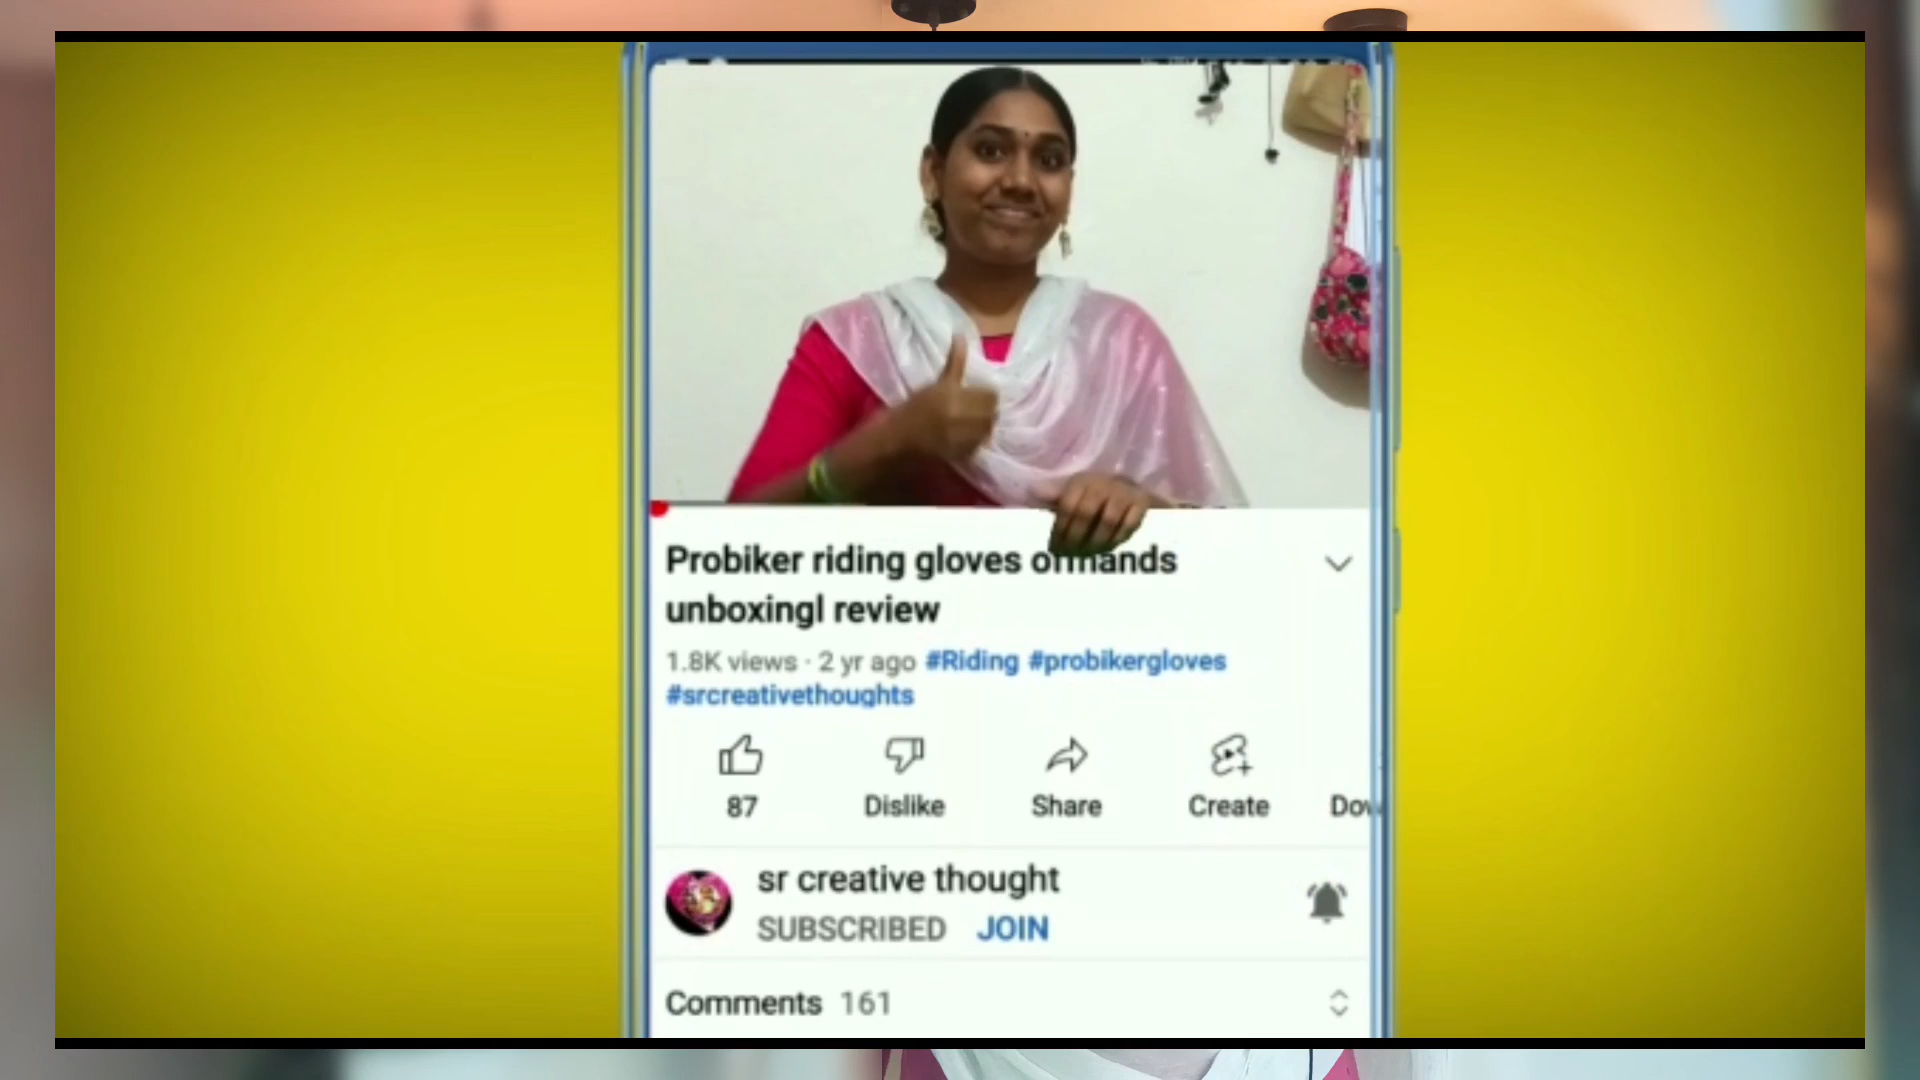 Probiker riding gloves
unboxingl review
1.8K views · 2 yr ago #Riding #probikergloves
#srcreativethoughts
87 Dislike Share Create
sr creative thought
SUBSCRIBED JOIN
Comments 161